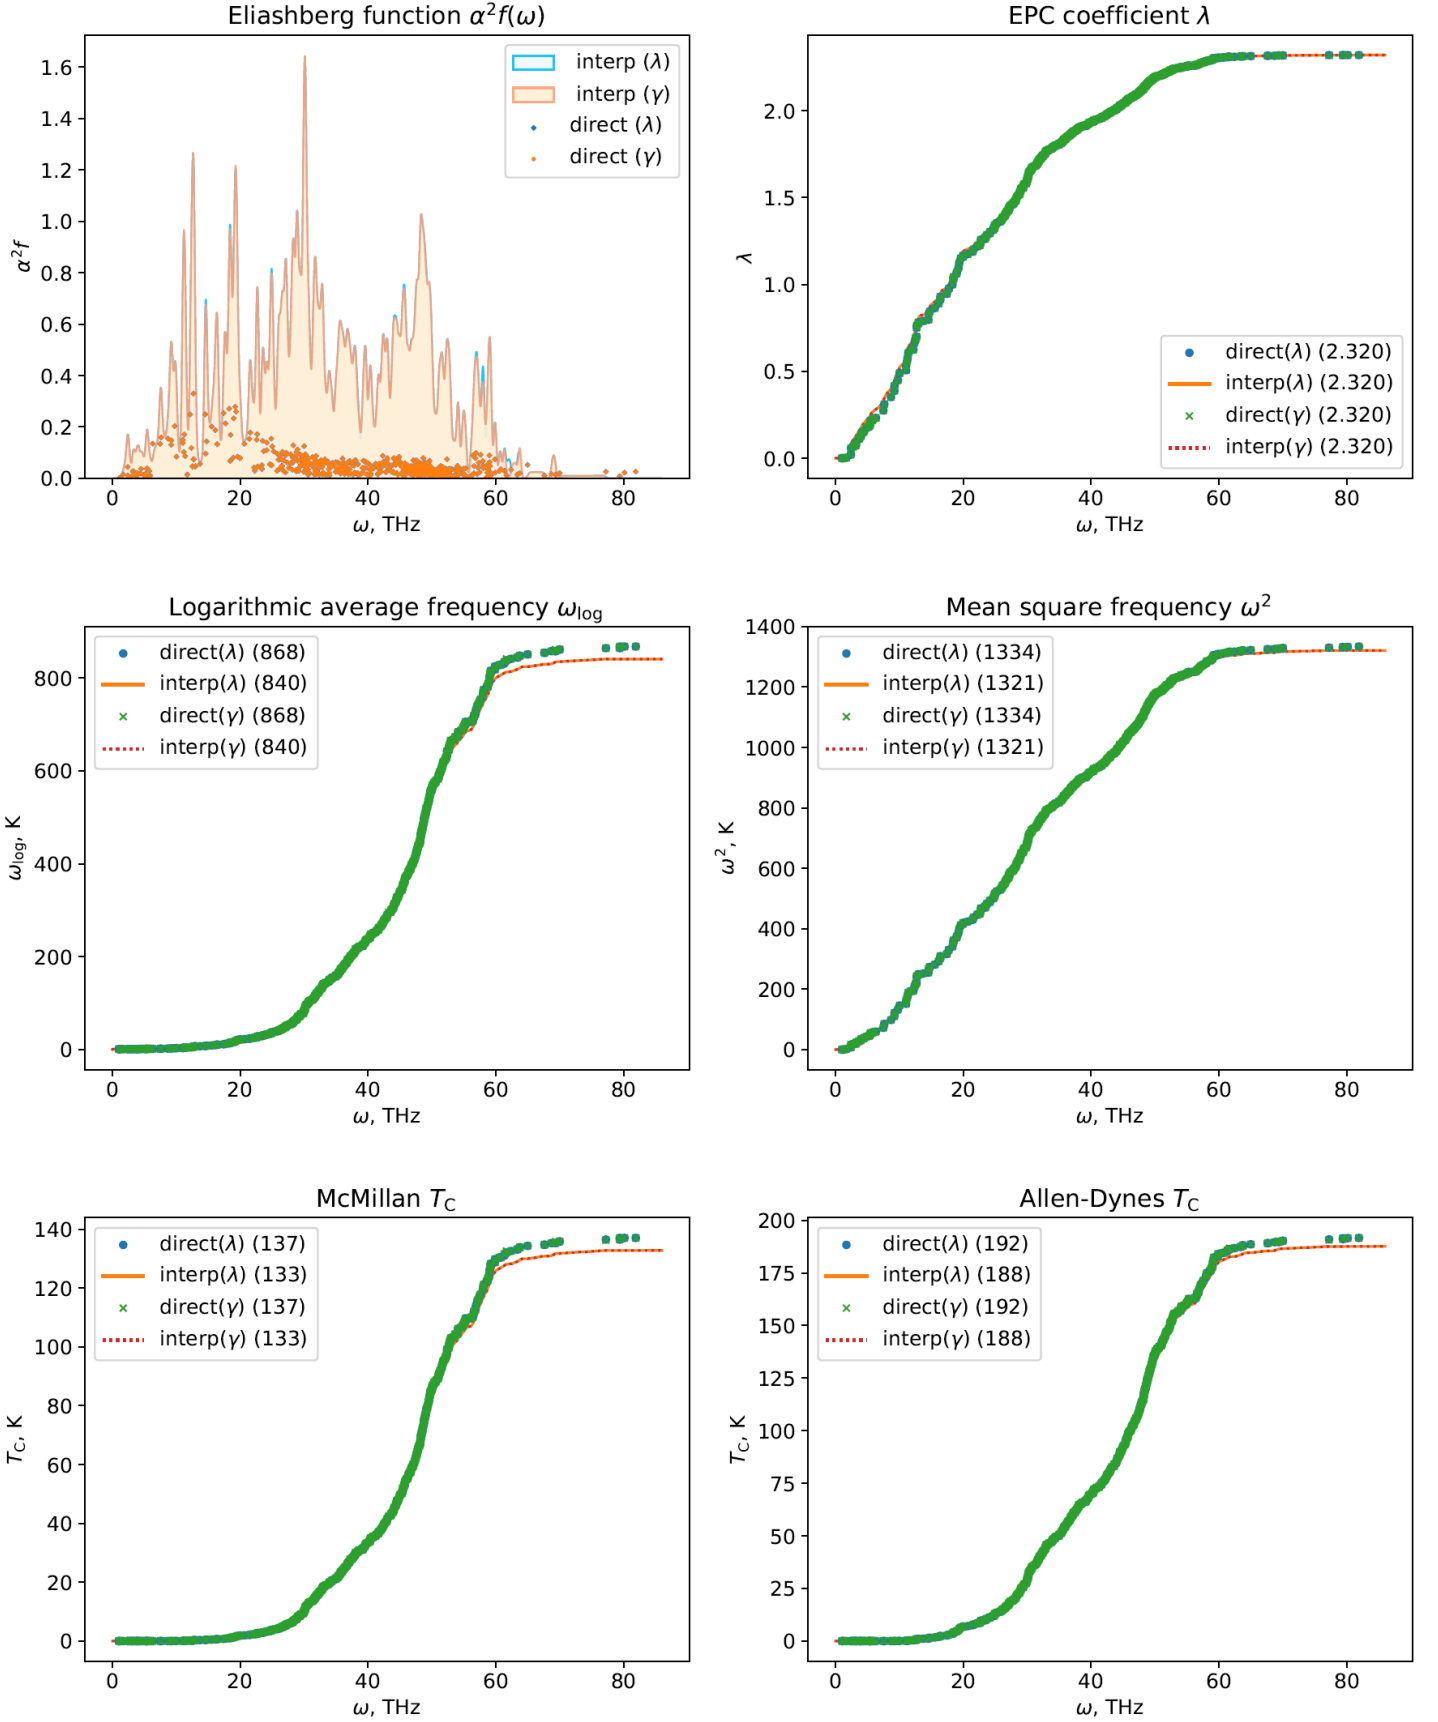 Eliashberg function α²f(ω)
interp (λ)
interp (γ)
direct (λ)
direct (γ)
α²f
1.6
1.4
1.2
1.0
0.8
0.6
0.4
0.2
0.0
0 20 40 60 80
ω, THz
EPC coefficient λ
λ
2.0
1.5
1.0
0.5
0.0
direct(λ) (2.320)
interp(λ) (2.320)
direct(γ) (2.320)
interp(γ) (2.320)
0 20 40 60 80
ω, THz
Logarithmic average frequency ω_log
direct(λ) (868)
interp(λ) (840)
direct(γ) (868)
interp(γ) (840)
ω_log, K
800
600
400
200
0
0 20 40 60 80
ω, THz
Mean square frequency ω²
direct(λ) (1334)
interp(λ) (1321)
direct(γ) (1334)
interp(γ) (1321)
ω², K
1400
1200
1000
800
600
400
200
0
0 20 40 60 80
ω, THz
McMillan T_C
direct(λ) (137)
interp(λ) (133)
direct(γ) (137)
interp(γ) (133)
T_C, K
140
120
100
80
60
40
20
0
0 20 40 60 80
ω, THz
Allen-Dynes T_C
direct(λ) (192)
interp(λ) (188)
direct(γ) (192)
interp(γ) (188)
T_C, K
200
175
150
125
100
75
50
25
0
0 20 40 60 80
ω, THz